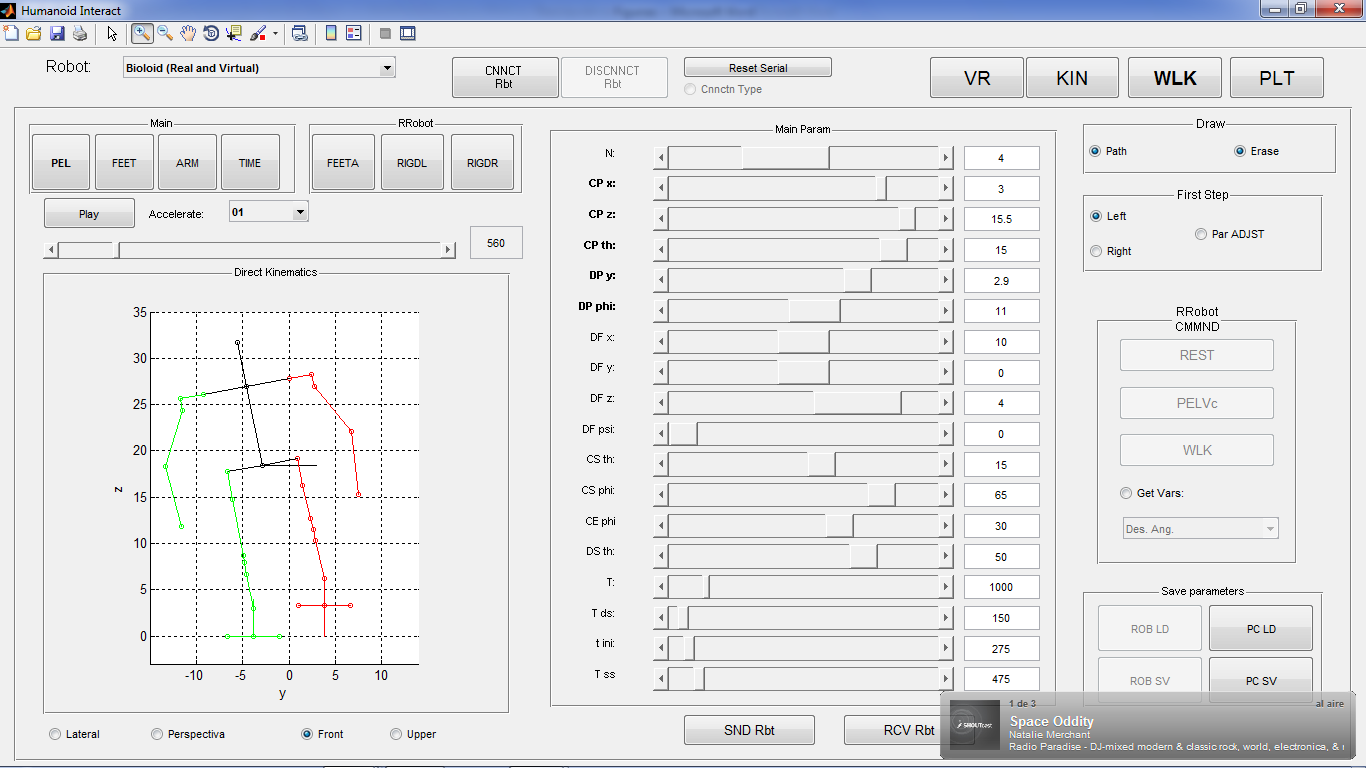 Humanoid Interact
Robot:
Bioloid (Real and Virtual)
CNNCT
Rbt
DISCNNCT
Rbt
Reset Serial
Cnnctn Type
VR
KIN
WLK
PLT
Main
PEL
FEET
ARM
TIME
RRobot
FEETA
RIGDL
RIGDR
Play
Accelerate:
01
560
Direct Kinematics
35
30
25
20
15
10
5
0
z
-10
-5
0
5
10
y
Lateral
Perspectiva
Front
Upper
Main Param
N:
4
CP x:
3
CP z:
15.5
CP th:
15
DP y:
2.9
DP phi:
11
DF x:
10
DF y:
0
DF z:
4
DF psi:
0
CS th:
15
CS phi:
65
CE phi
30
DS th:
50
T:
1000
T ds:
150
t ini:
275
T ss
475
SND Rbt
RCV Rbt
Draw
Path
Erase
First Step
Left
Par ADJST
Right
RRobot
CMMND
REST
PELVc
WLK
Get Vars:
Des. Ang.
Save parameters
ROB LD
PC LD
ROB SV
PC SV
1 de 3
al aire
SHOUTcast
Space Oddity
Natalie Merchant
Radio Paradise - DJ-mixed modern & classic rock, world, electronica, &